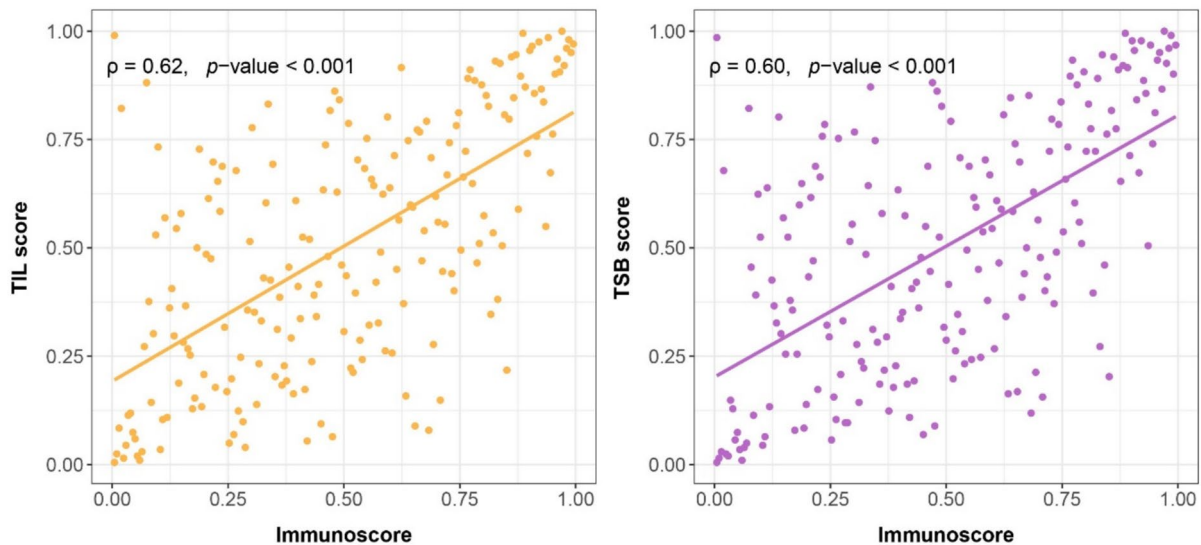 ρ = 0.62, p-value < 0.001
TIL score
1.00
0.75
0.50
0.25
0.00
0.00 0.25 0.50 0.75 1.00
Immunoscore
ρ = 0.60, p-value < 0.001
TSB score
1.00
0.75
0.50
0.25
0.00
0.00 0.25 0.50 0.75 1.00
Immunoscore